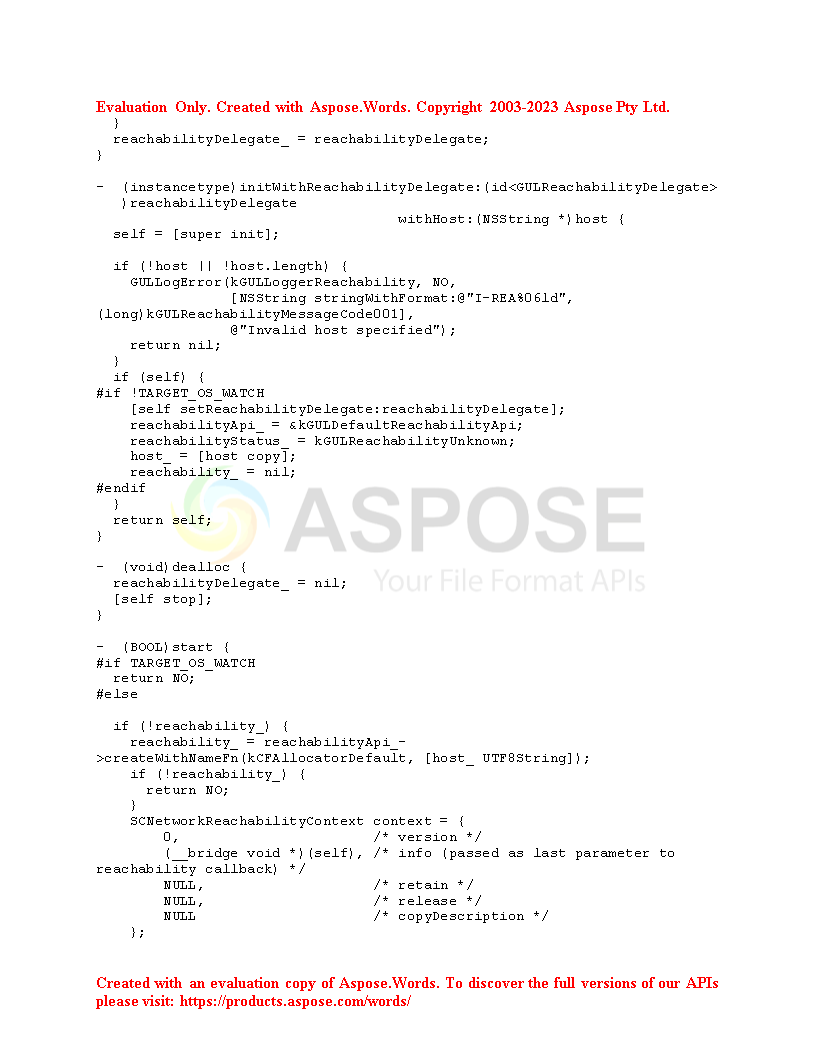 Evaluation Only. Created with Aspose.Words. Copyright 2003-2023 Aspose Pty Ltd.
  }
  reachabilityDelegate_ = reachabilityDelegate;
}

- (instancetype)initWithReachabilityDelegate:(id<GULReachabilityDelegate>
)reachabilityDelegate
                                    withHost:(NSString *)host {
  self = [super init];

  if (!host || !host.length) {
    GULLogError(kGULLoggerReachability, NO,
                [NSString stringWithFormat:@"I-REA%06ld",
(long)kGULReachabilityMessageCode001],
                @"Invalid host specified");
    return nil;
  }
  if (self) {
#if !TARGET_OS_WATCH
    [self setReachabilityDelegate:reachabilityDelegate];
    reachabilityApi_ = &kGULDefaultReachabilityApi;
    reachabilityStatus_ = kGULReachabilityUnknown;
    host_ = [host copy];
    reachability_ = nil;
#endif
  }
  return self;
}
ASPOSE
Your File Format APIs

- (void)dealloc {
  reachabilityDelegate_ = nil;
  [self stop];
}

- (BOOL)start {
#if TARGET_OS_WATCH
  return NO;
#else

  if (!reachability_) {
    reachability_ = reachabilityApi_-
>createWithNameFn(kCFAllocatorDefault, [host_ UTF8String]);
    if (!reachability_) {
      return NO;
    }
    SCNetworkReachabilityContext context = {
        0,                       /* version */
        (__bridge void *)(self), /* info (passed as last parameter to
reachability callback) */
        NULL,                    /* retain */
        NULL,                    /* release */
        NULL                     /* copyDescription */
    };

Created with an evaluation copy of Aspose.Words. To discover the full versions of our APIs
please visit: https://products.aspose.com/words/